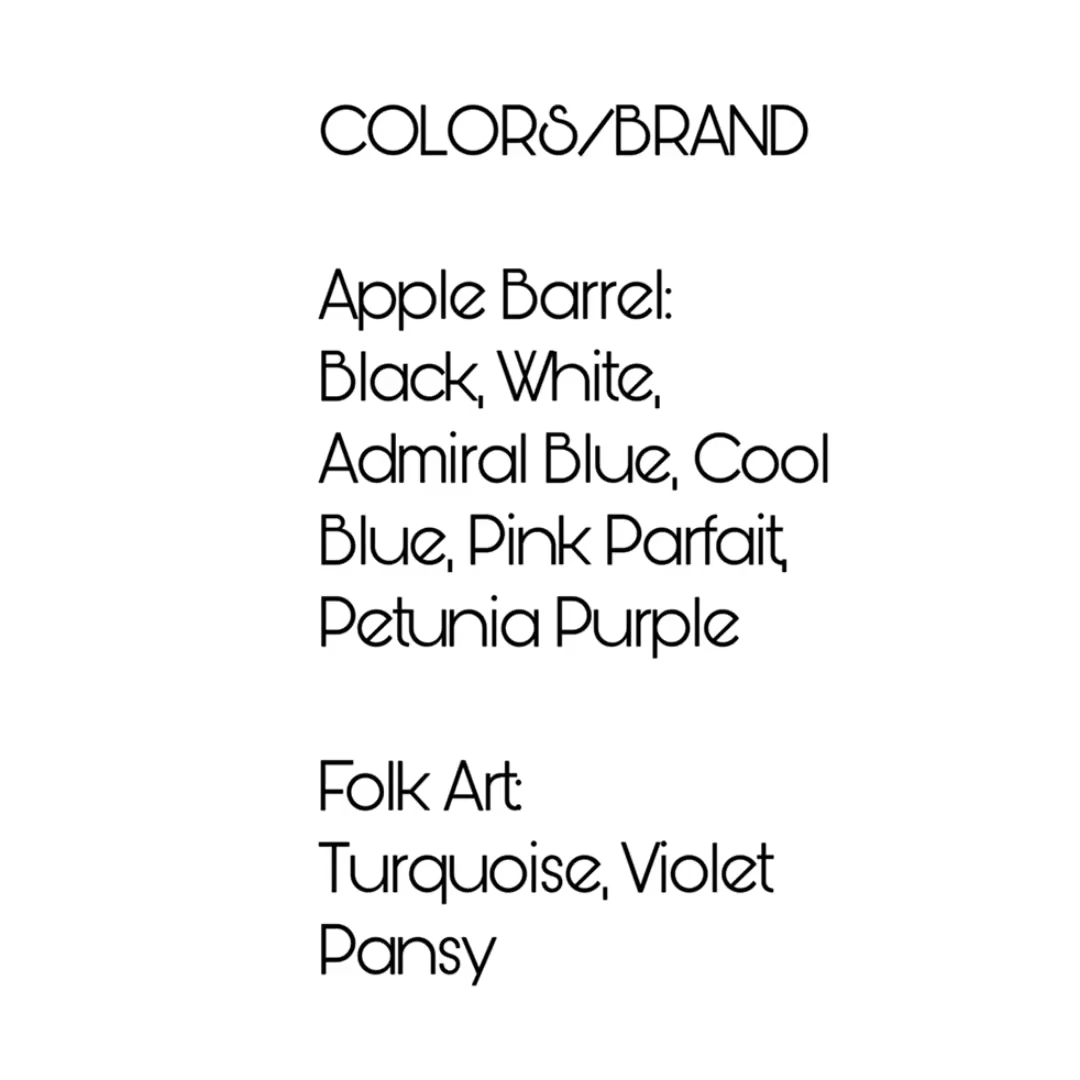 COLORS/BRAND
Apple Barrel:
Black, White,
Admiral Blue, Cool
Blue, Pink Parfait,
Petunia Purple
Folk Art:
Turquoise, Violet
Pansy